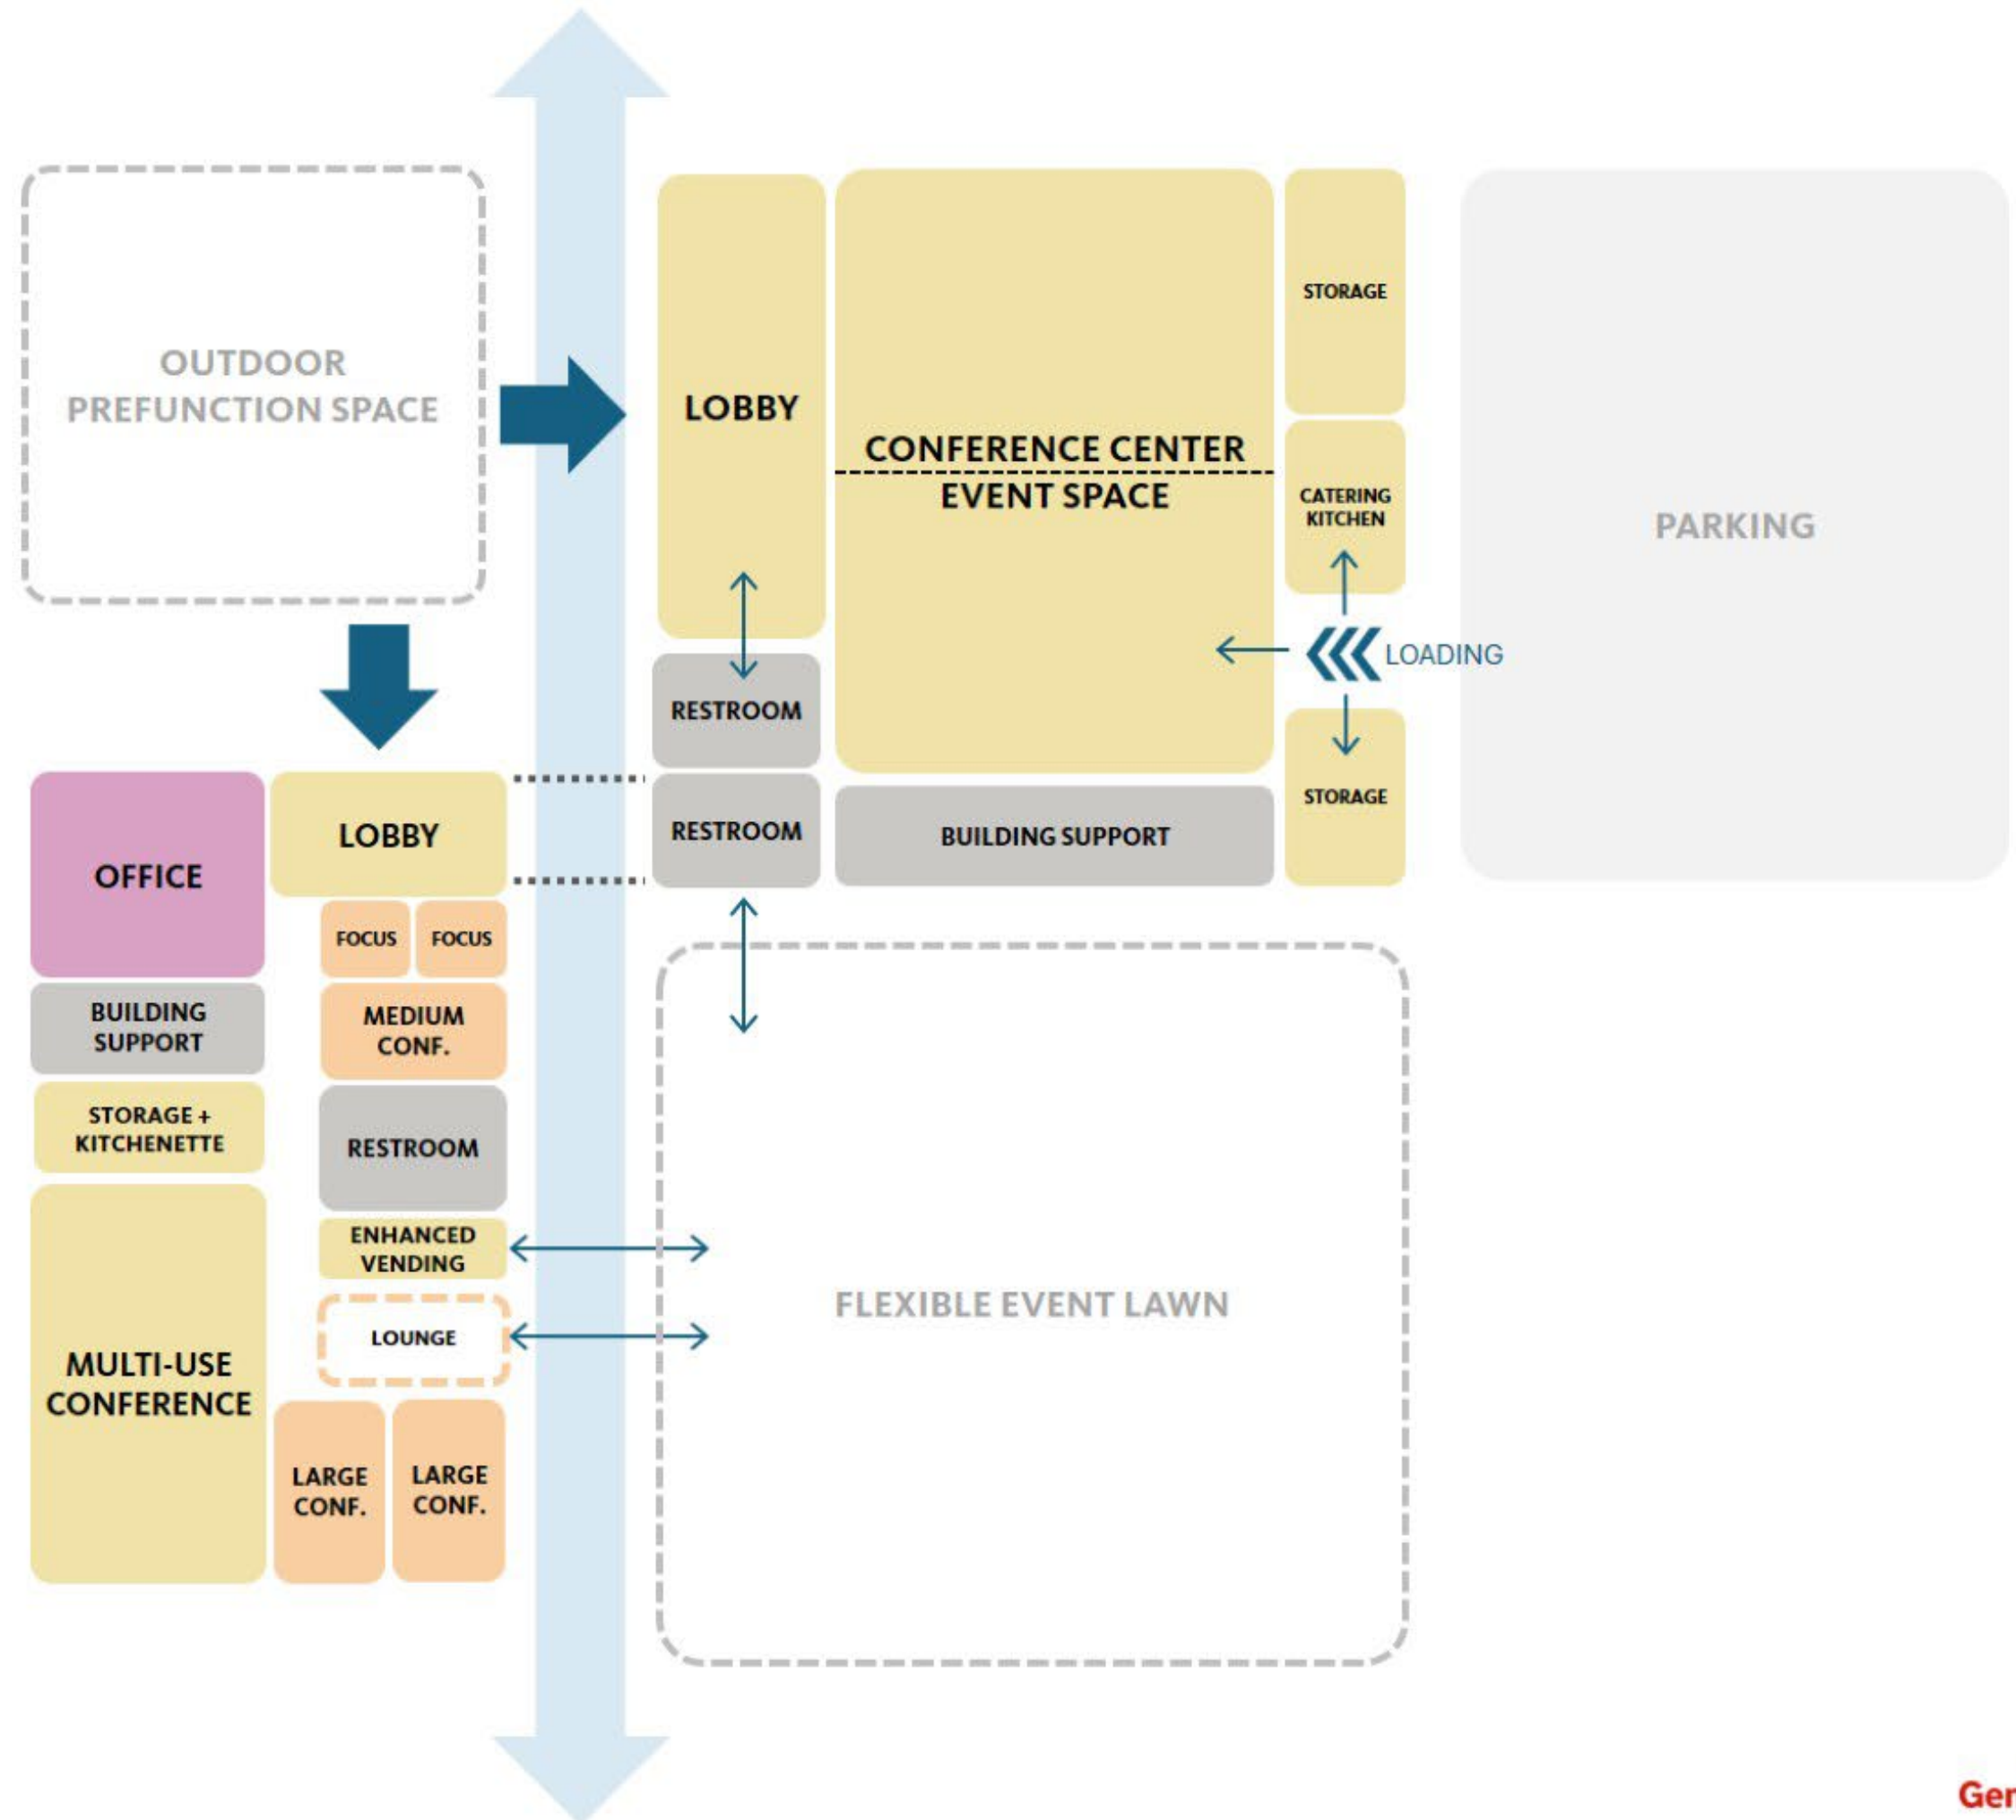 OUTDOOR
PREFUNCTION SPACE
LOBBY
CONFERENCE CENTER
EVENT SPACE
STORAGE
CATERING
KITCHEN
PARKING
LOADING
RESTROOM
RESTROOM
BUILDING SUPPORT
STORAGE
OFFICE
LOBBY
FOCUS
FOCUS
BUILDING
SUPPORT
MEDIUM
CONF.
STORAGE +
KITCHENETTE
RESTROOM
ENHANCED
VENDING
LOUNGE
MULTI-USE
CONFERENCE
LARGE
CONF.
LARGE
CONF.
FLEXIBLE EVENT LAWN